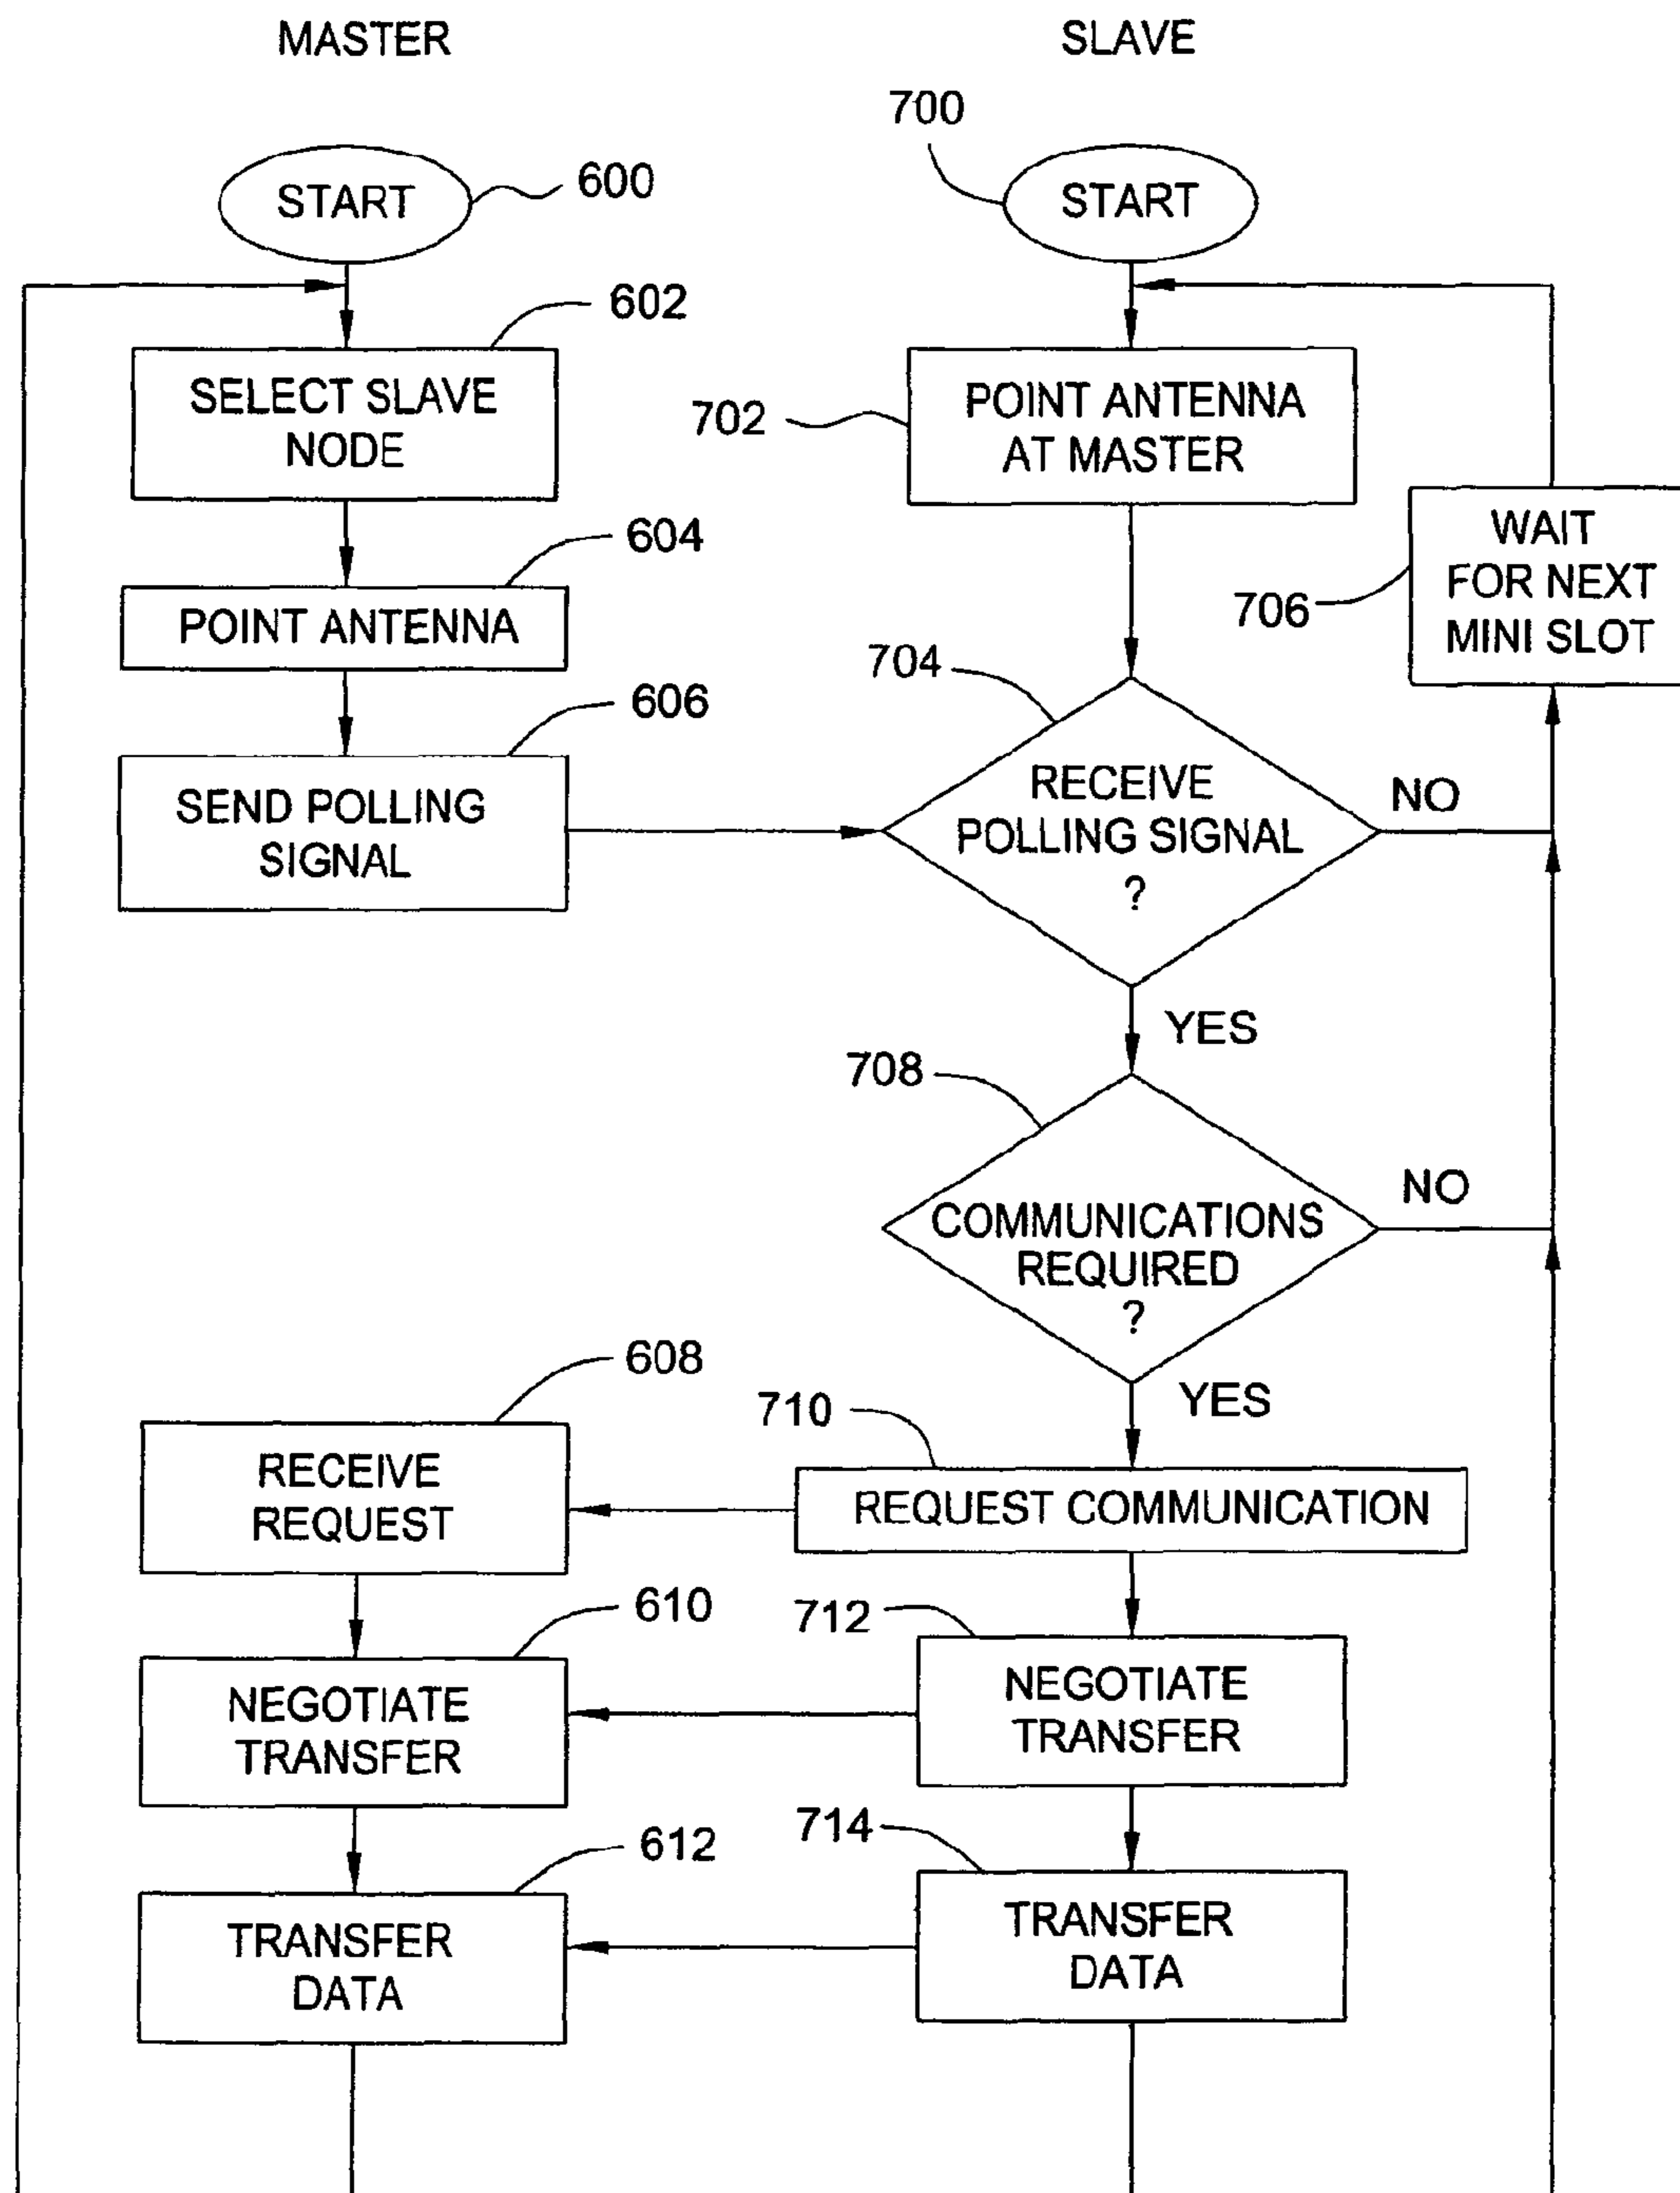 MASTER
SLAVE
700
START
600
START
602
SELECT SLAVE
NODE
702
POINT ANTENNA
AT MASTER
604
POINT ANTENNA
WAIT
FOR NEXT
MINI SLOT
706
606
SEND POLLING
SIGNAL
704
RECEIVE
POLLING SIGNAL
?
NO
YES
708
COMMUNICATIONS
REQUIRED
?
NO
YES
608
RECEIVE
REQUEST
710
REQUEST COMMUNICATION
610
NEGOTIATE
TRANSFER
712
NEGOTIATE
TRANSFER
612
TRANSFER
DATA
714
TRANSFER
DATA